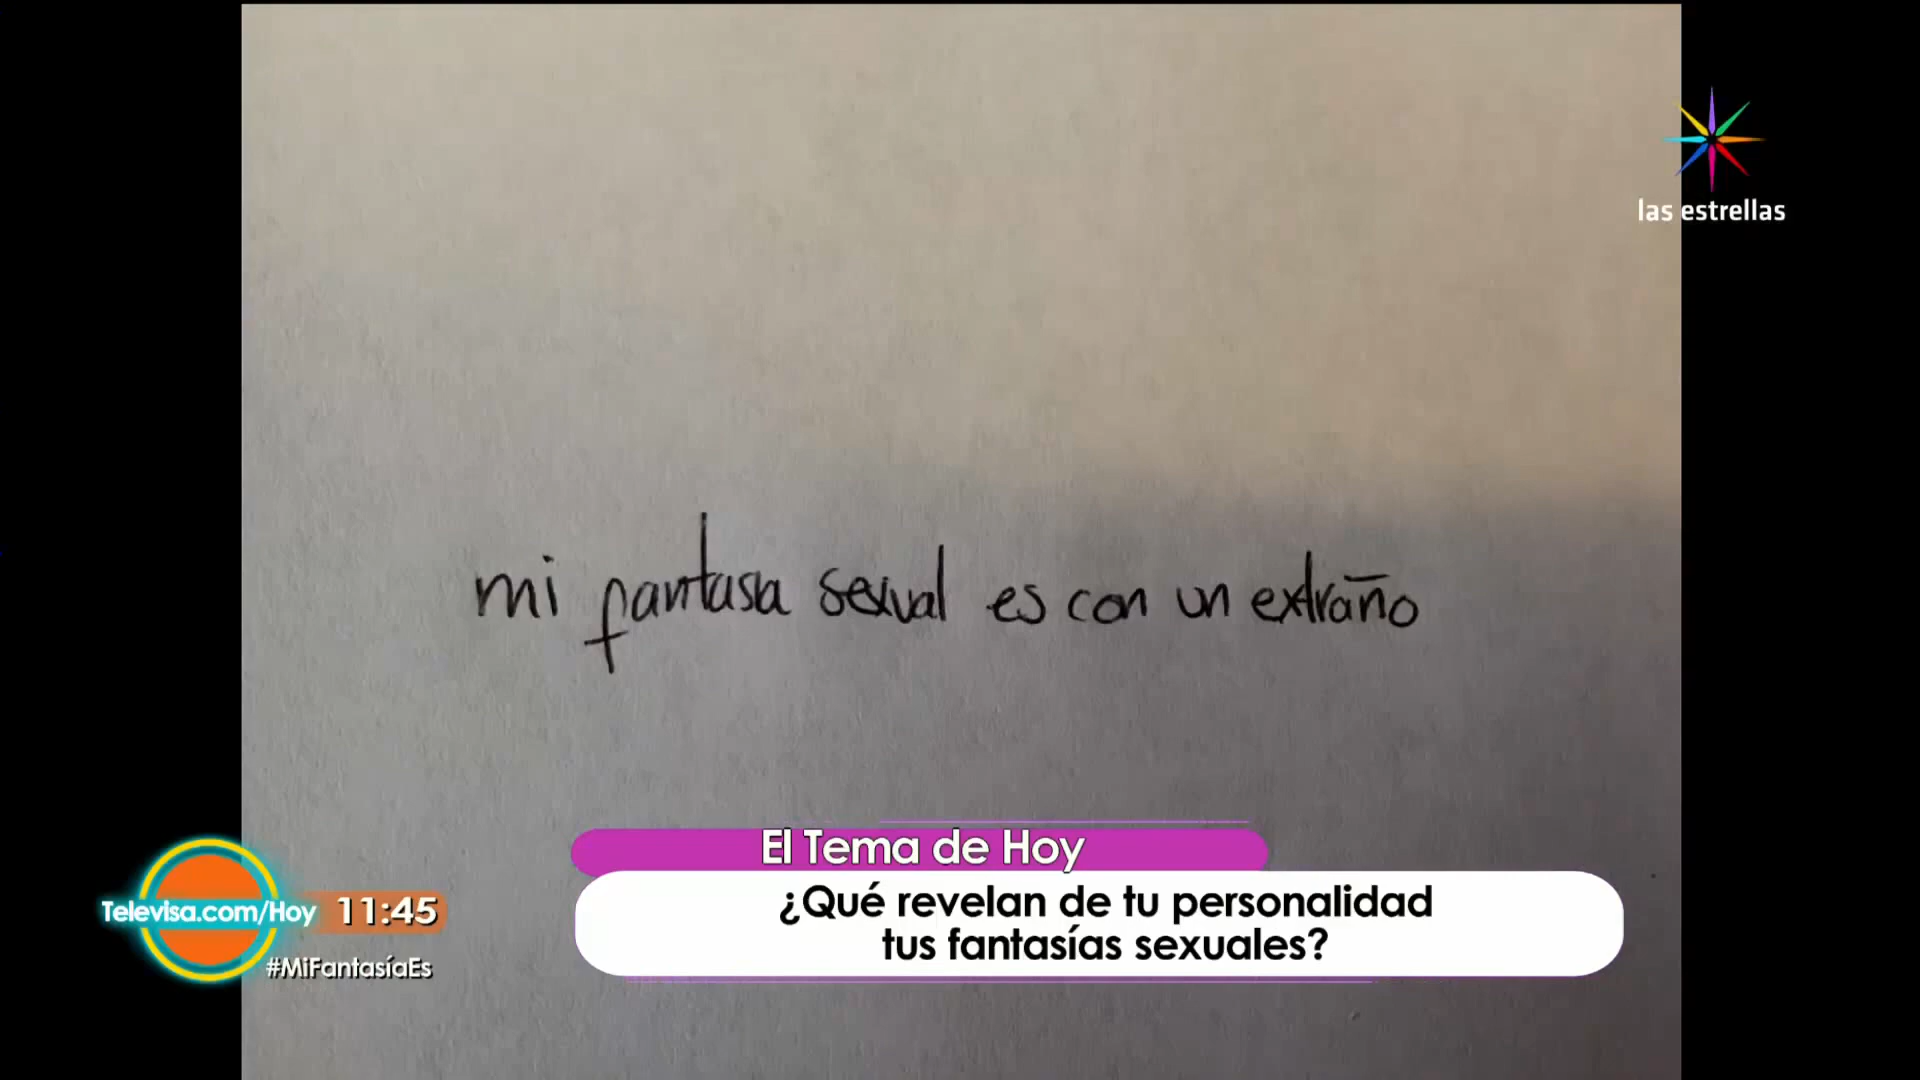 las estrellas
mi fantasia sexual es con un extraño
El Tema de Hoy
¿Qué revelan de tu personalidad
tus fantasías sexuales?
Televisa.com/Hoy 11:45
#MiFantasíaEs